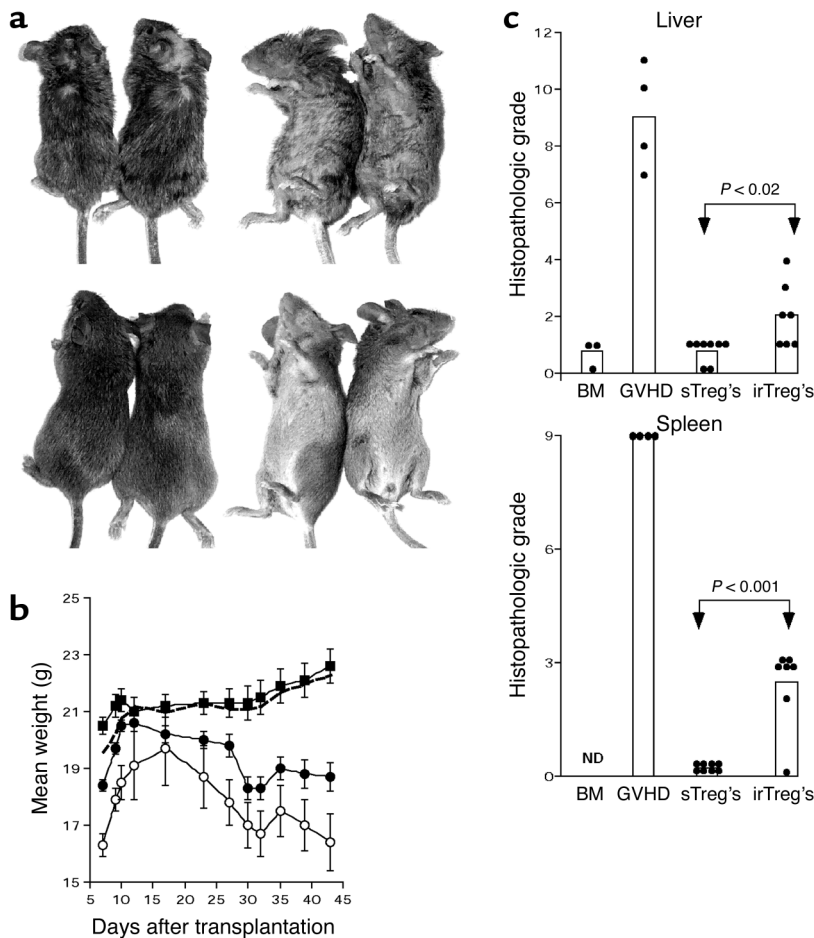 a
b
25
23
21
19
17
15
Mean weight (g)
5 10 15 20 25 30 35 40 45
Days after transplantation
c
Liver
12
10
8
6
4
2
0
Histopathologic grade
P < 0.02
BM GVHD sTreg's irTreg's
Spleen
9
6
3
0
Histopathologic grade
P < 0.001
ND
BM GVHD sTreg's irTreg's